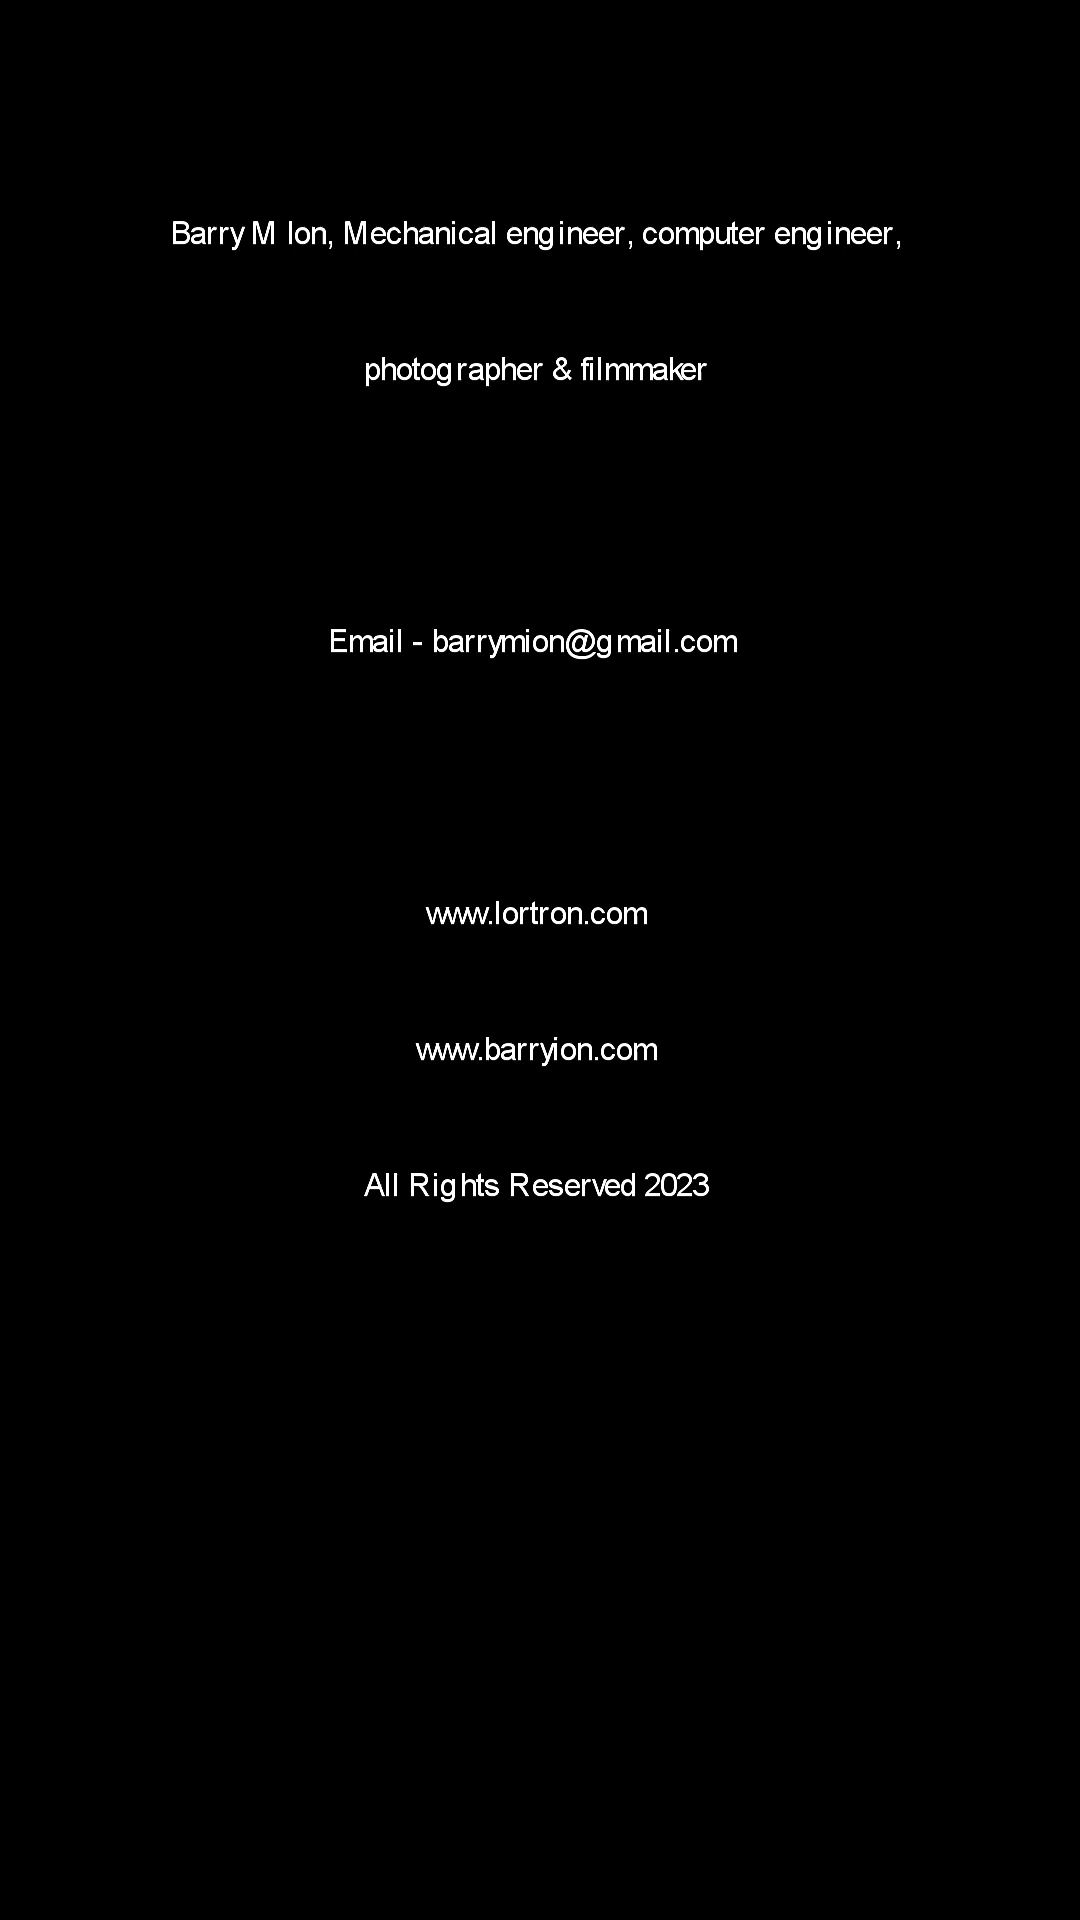 Barry M Ion, Mechanical engineer, computer engineer,
photographer & filmmaker
Email - barrymion@gmail.com
www.lortron.com
www.barryion.com
All Rights Reserved 2023